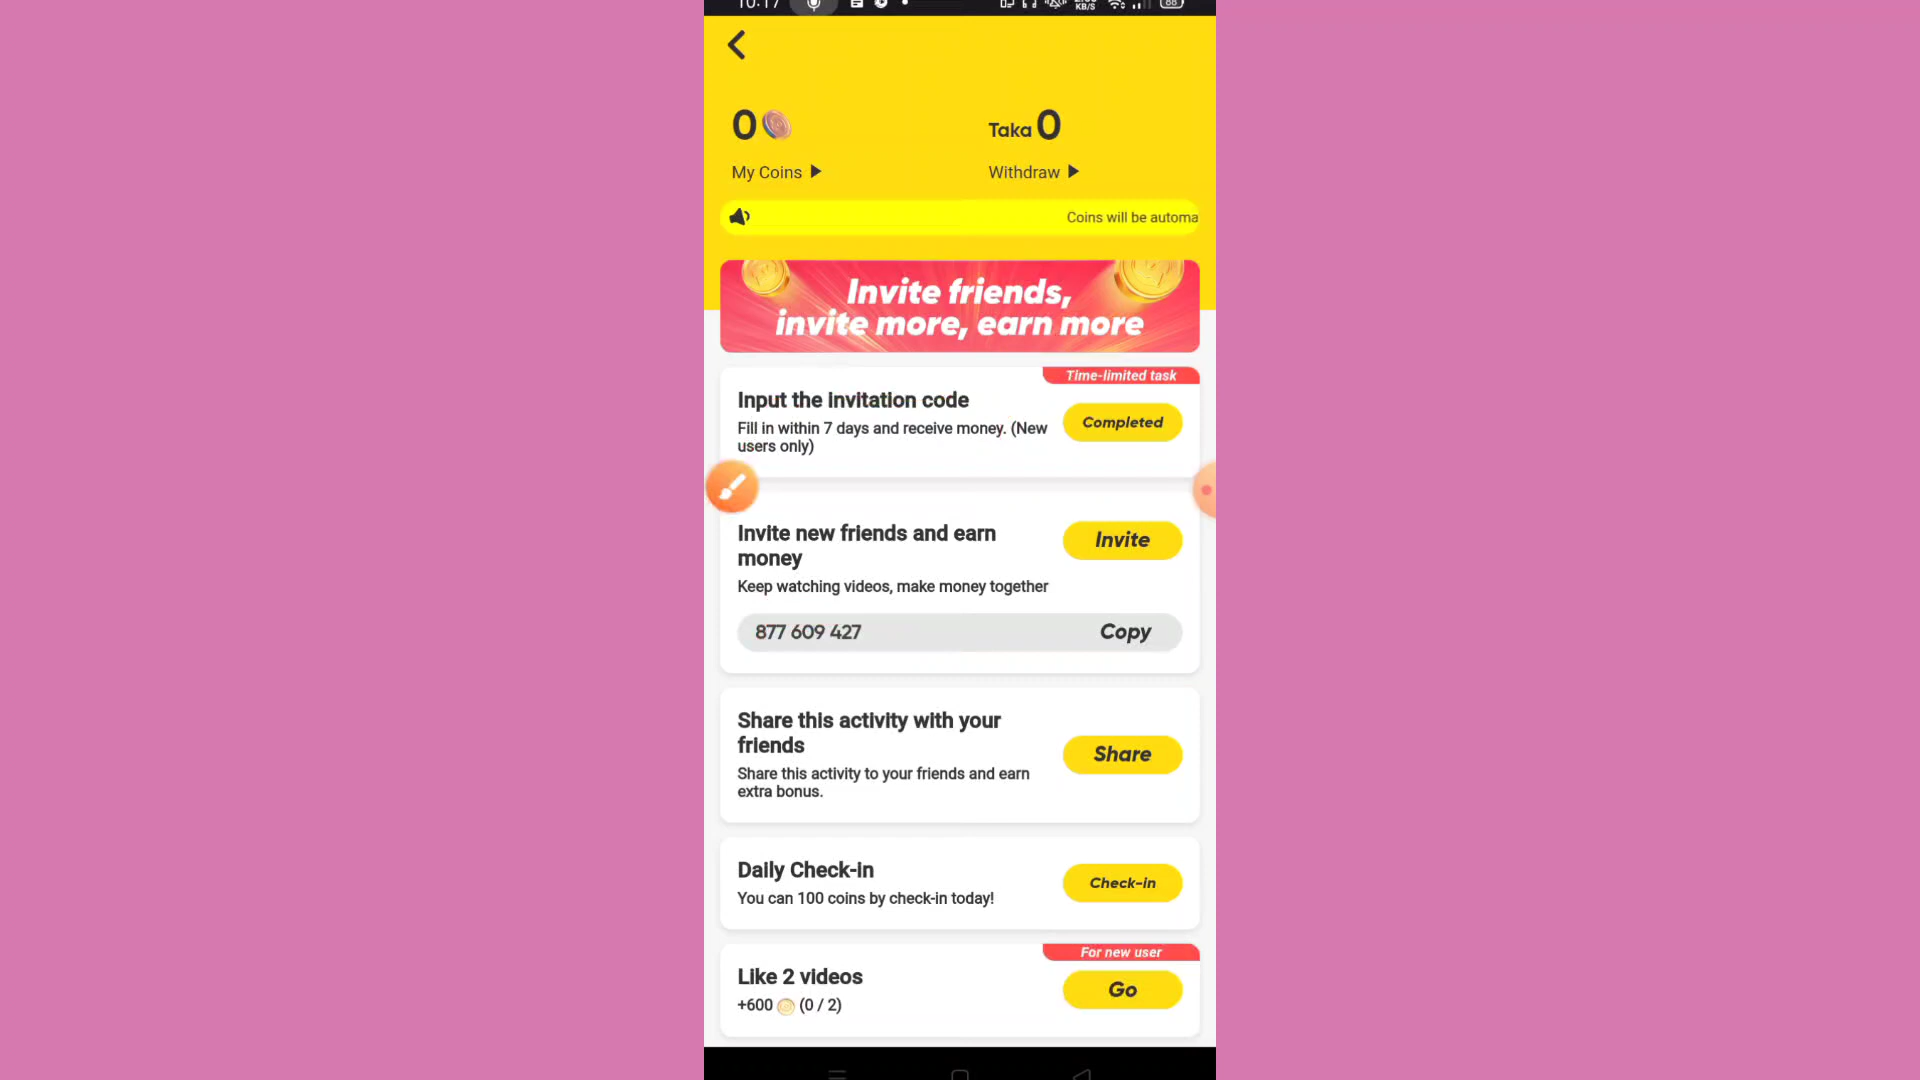 10:17
KB/S
88
0
Taka 0
My Coins
Withdraw
Coins will be automa
Invite friends,
invite more, earn more
Time-limited task
Input the invitation code
Completed
Fill in within 7 days and receive money. (New
users only)
Invite new friends and earn
money
Invite
Keep watching videos, make money together
877 609 427
Copy
Share this activity with your
friends
Share
Share this activity to your friends and earn
extra bonus.
Daily Check-in
Check-in
You can 100 coins by check-in today!
For new user
Like 2 videos
Go
+600 (0 / 2)